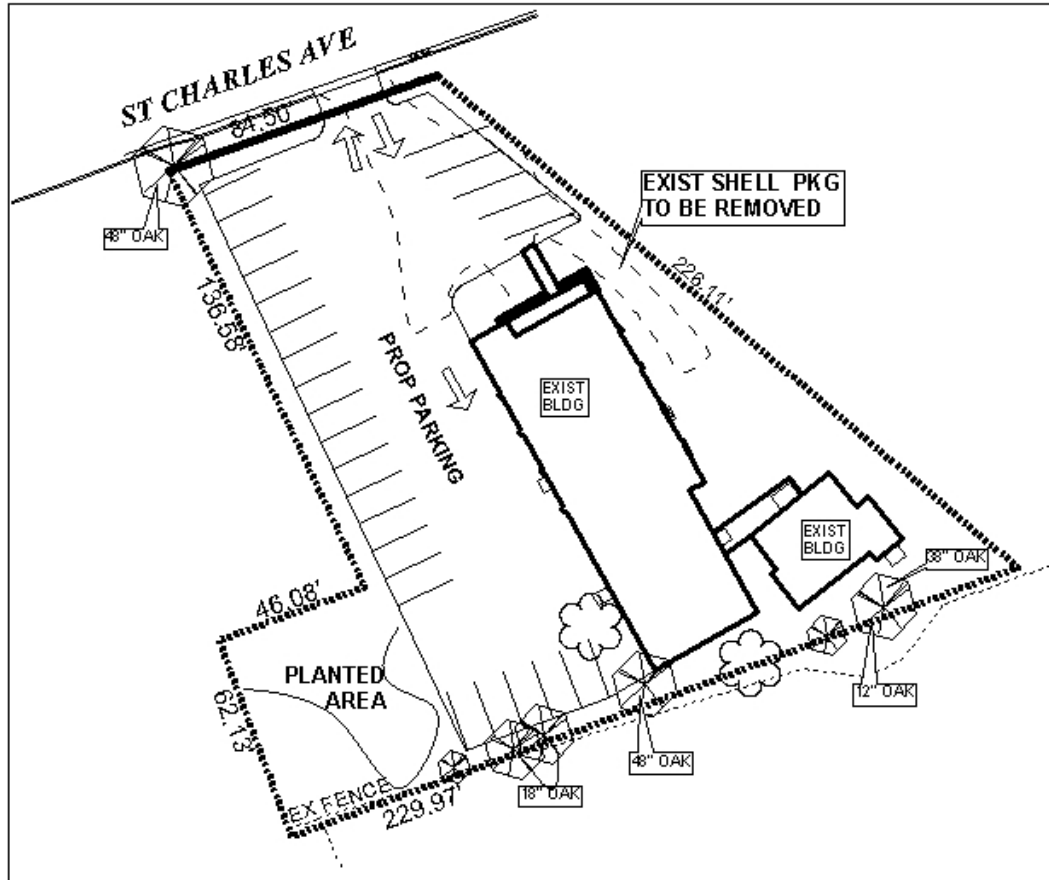 ST CHARLES AVE
84.50'
48" OAK
EXIST SHELL PKG
TO BE REMOVED
226.11'
136.58'
PROP PARKING
EXIST
BLDG
EXIST
BLDG
38" OAK
46.08'
PLANTED
AREA
62.13'
12" OAK
48" OAK
18" OAK
EX FENCE
229.97'